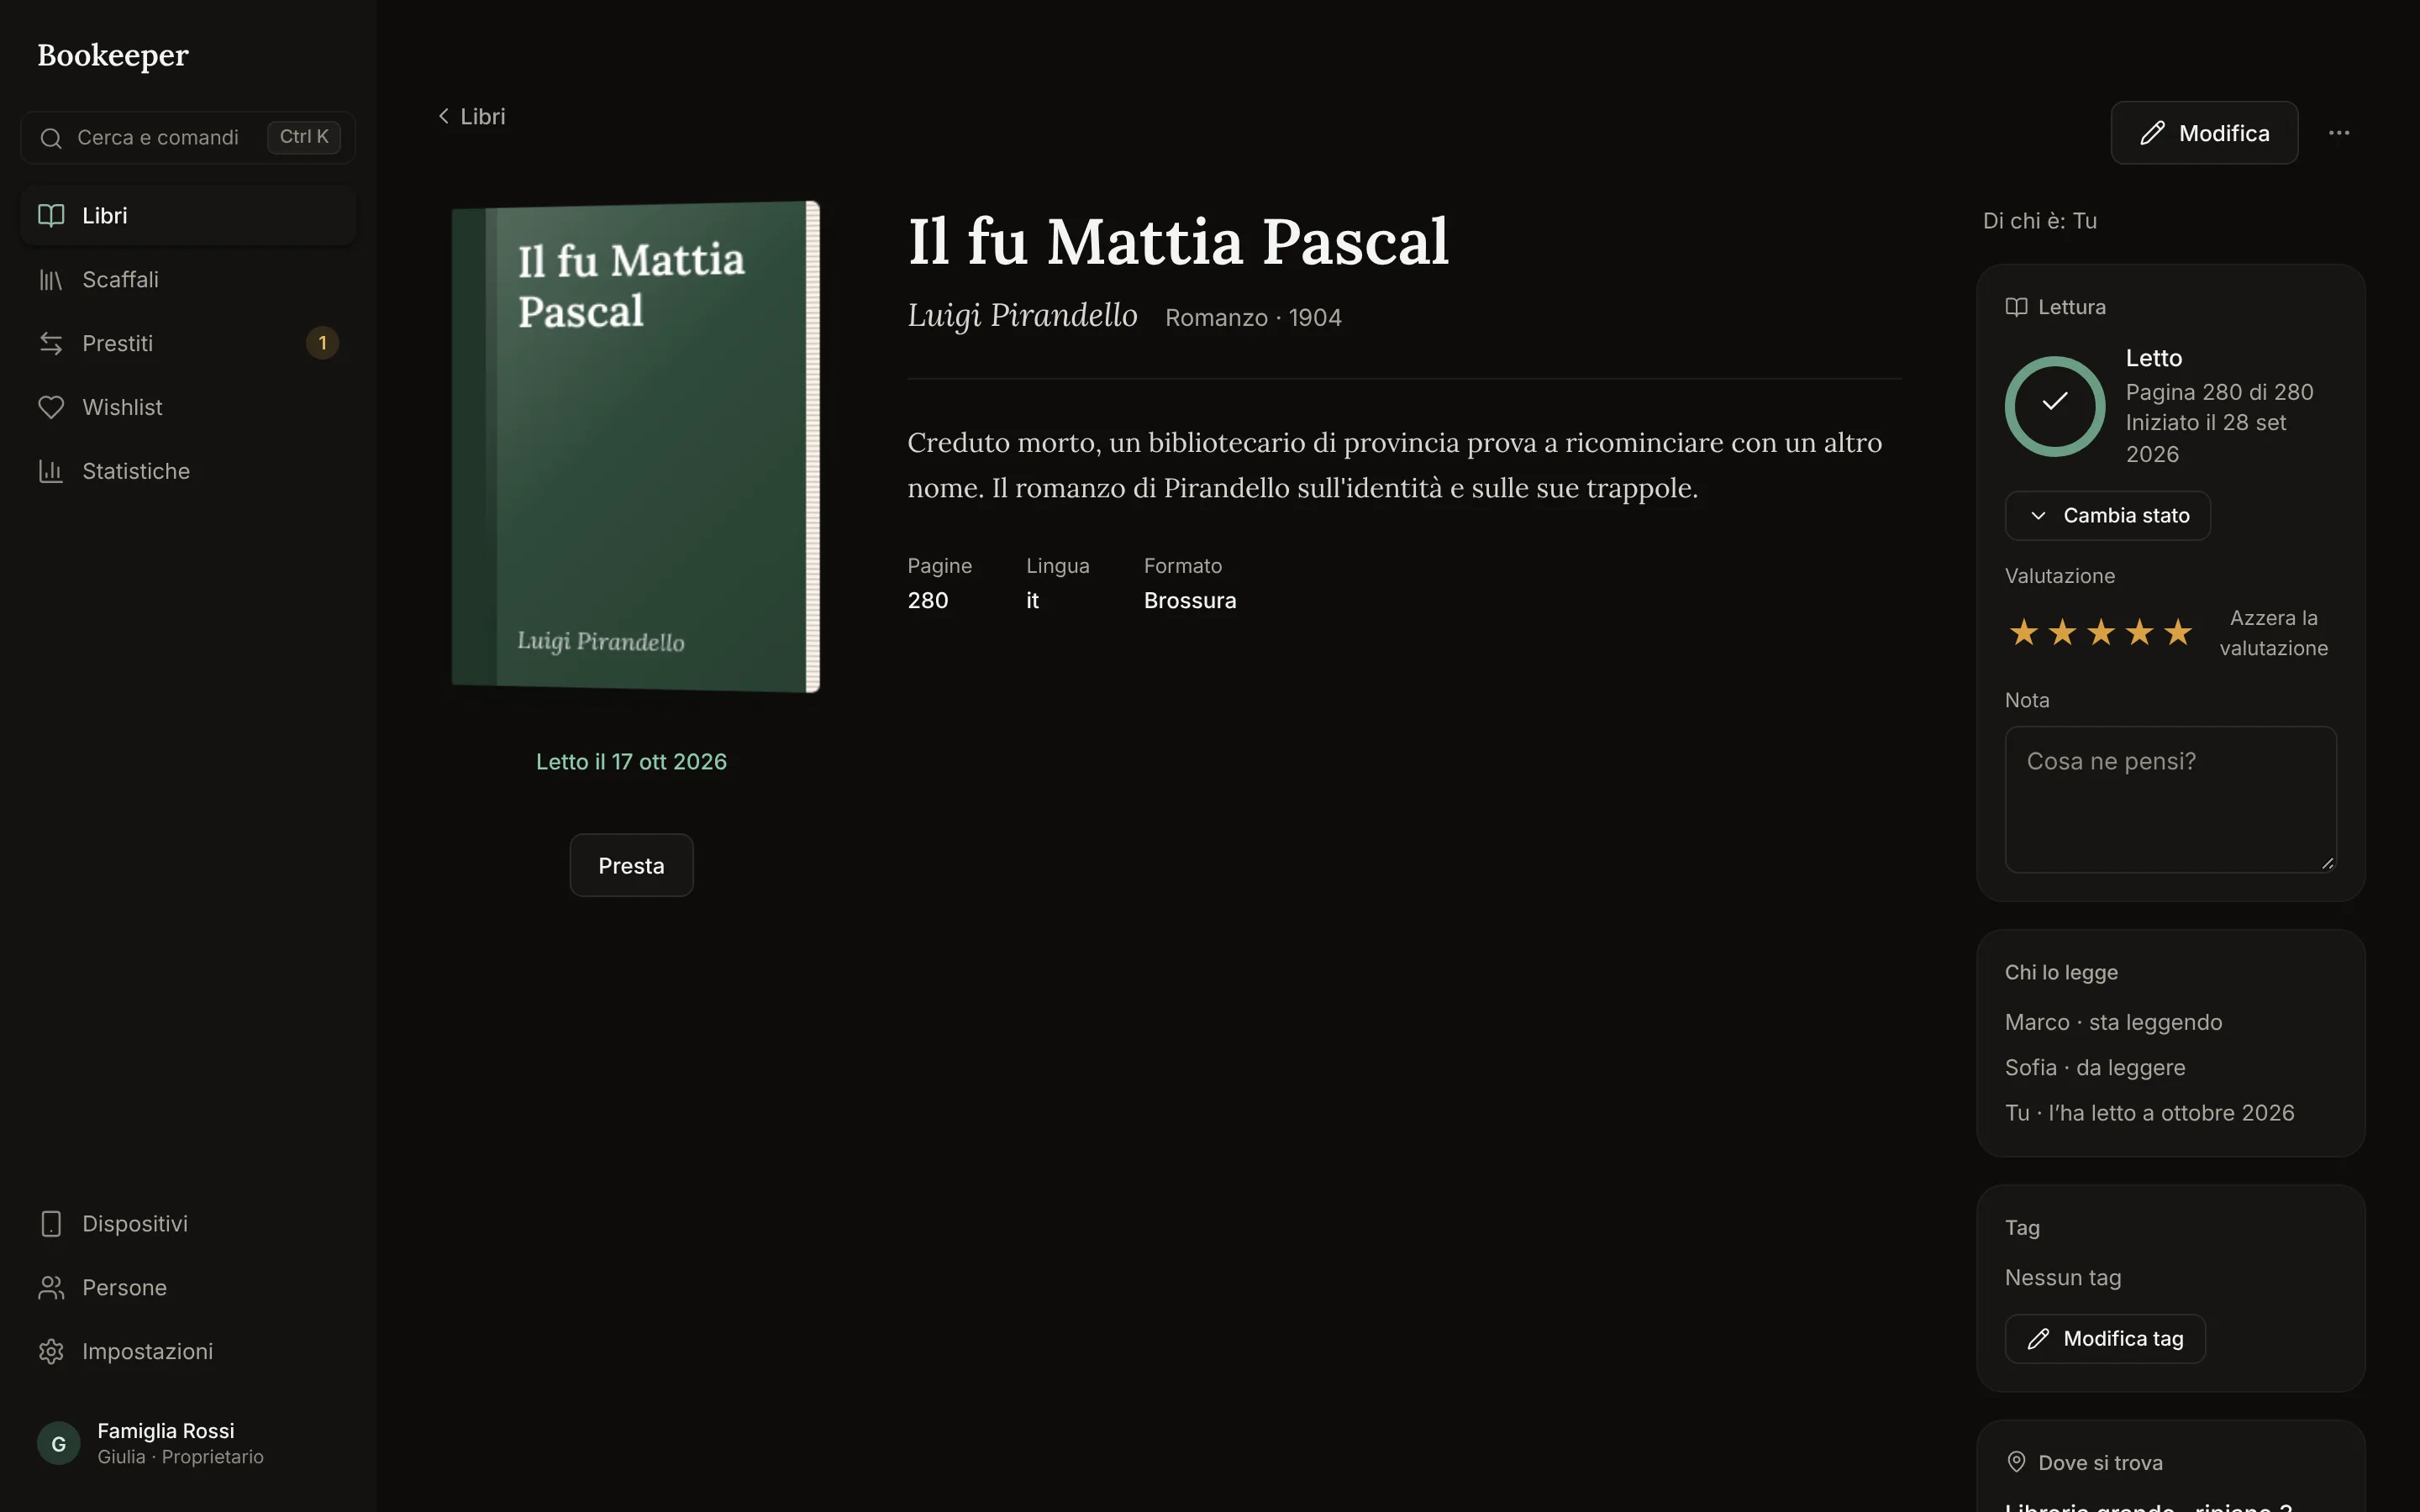 Bookeeper
Cerca e comandi
Ctrl K
Libri
Scaffali
Prestiti
1
Wishlist
Statistiche
Dispositivi
Persone
Impostazioni
G
Famiglia Rossi
Giulia · Proprietario
Libri
Modifica
Il fu Mattia
Pascal
Luigi Pirandello
Letto il 17 ott 2026
Presta
Il fu Mattia Pascal
Luigi Pirandello
Romanzo · 1904
Creduto morto, un bibliotecario di provincia prova a ricominciare con un altro
nome. Il romanzo di Pirandello sull'identità e sulle sue trappole.
Pagine
280
Lingua
it
Formato
Brossura
Di chi è: Tu
Lettura
Letto
Pagina 280 di 280
Iniziato il 28 set
2026
Cambia stato
Valutazione
Azzera la
valutazione
Nota
Cosa ne pensi?
Chi lo legge
Marco · sta leggendo
Sofia · da leggere
Tu · l’ha letto a ottobre 2026
Tag
Nessun tag
Modifica tag
Dove si trova
Libreria grande · ripiano 2